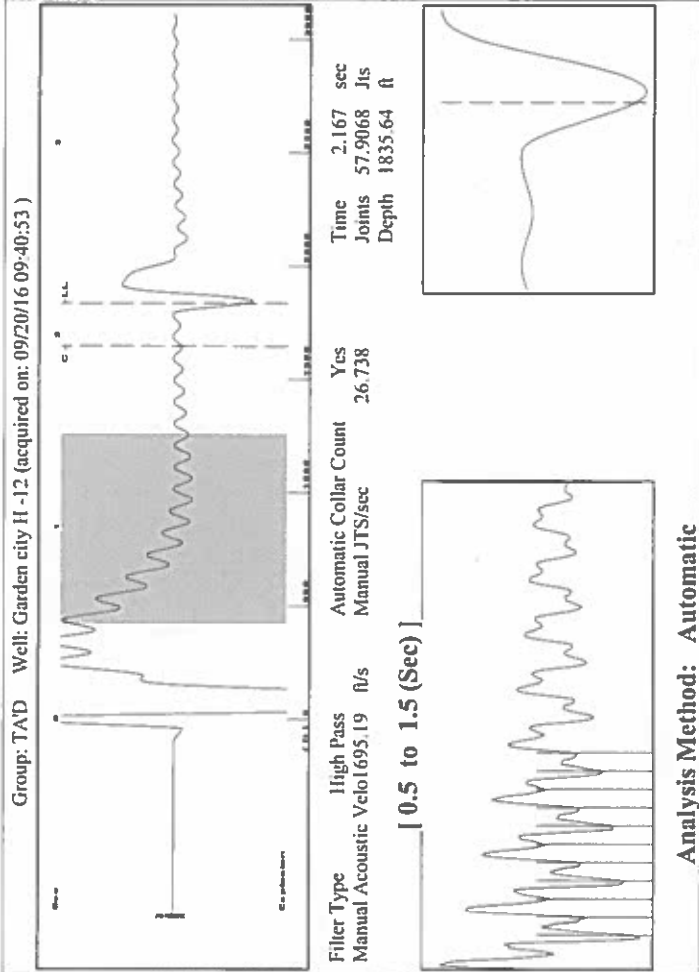 Group: TA'D Well: Garden city H -12 (acquired on: 09/20/16 09:40:53 )
Filter Type High Pass Automatic Collar Count Yes Time 2.167 sec
Manual Acoustic Velo1695.19 ft/s Manual JTS/sec 26.738 Joints 57.9068 Jts
Depth 1835.64 ft
[ 0.5 to 1.5 (Sec) ]
Analysis Method: Automatic